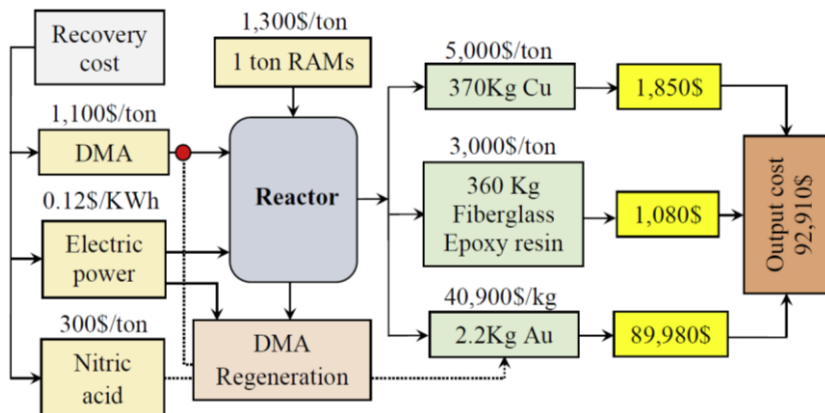 Recovery
cost
1,100$/ton
DMA
0.12$/KWh
Electric
power
300$/ton
Nitric
acid
1,300$/ton
1 ton RAMs
Reactor
DMA
Regeneration
5,000$/ton
370Kg Cu
3,000$/ton
360 Kg
Fiberglass
Epoxy resin
40,900$/kg
2.2Kg Au
1,850$
1,080$
89,980$
Output cost
92,910$